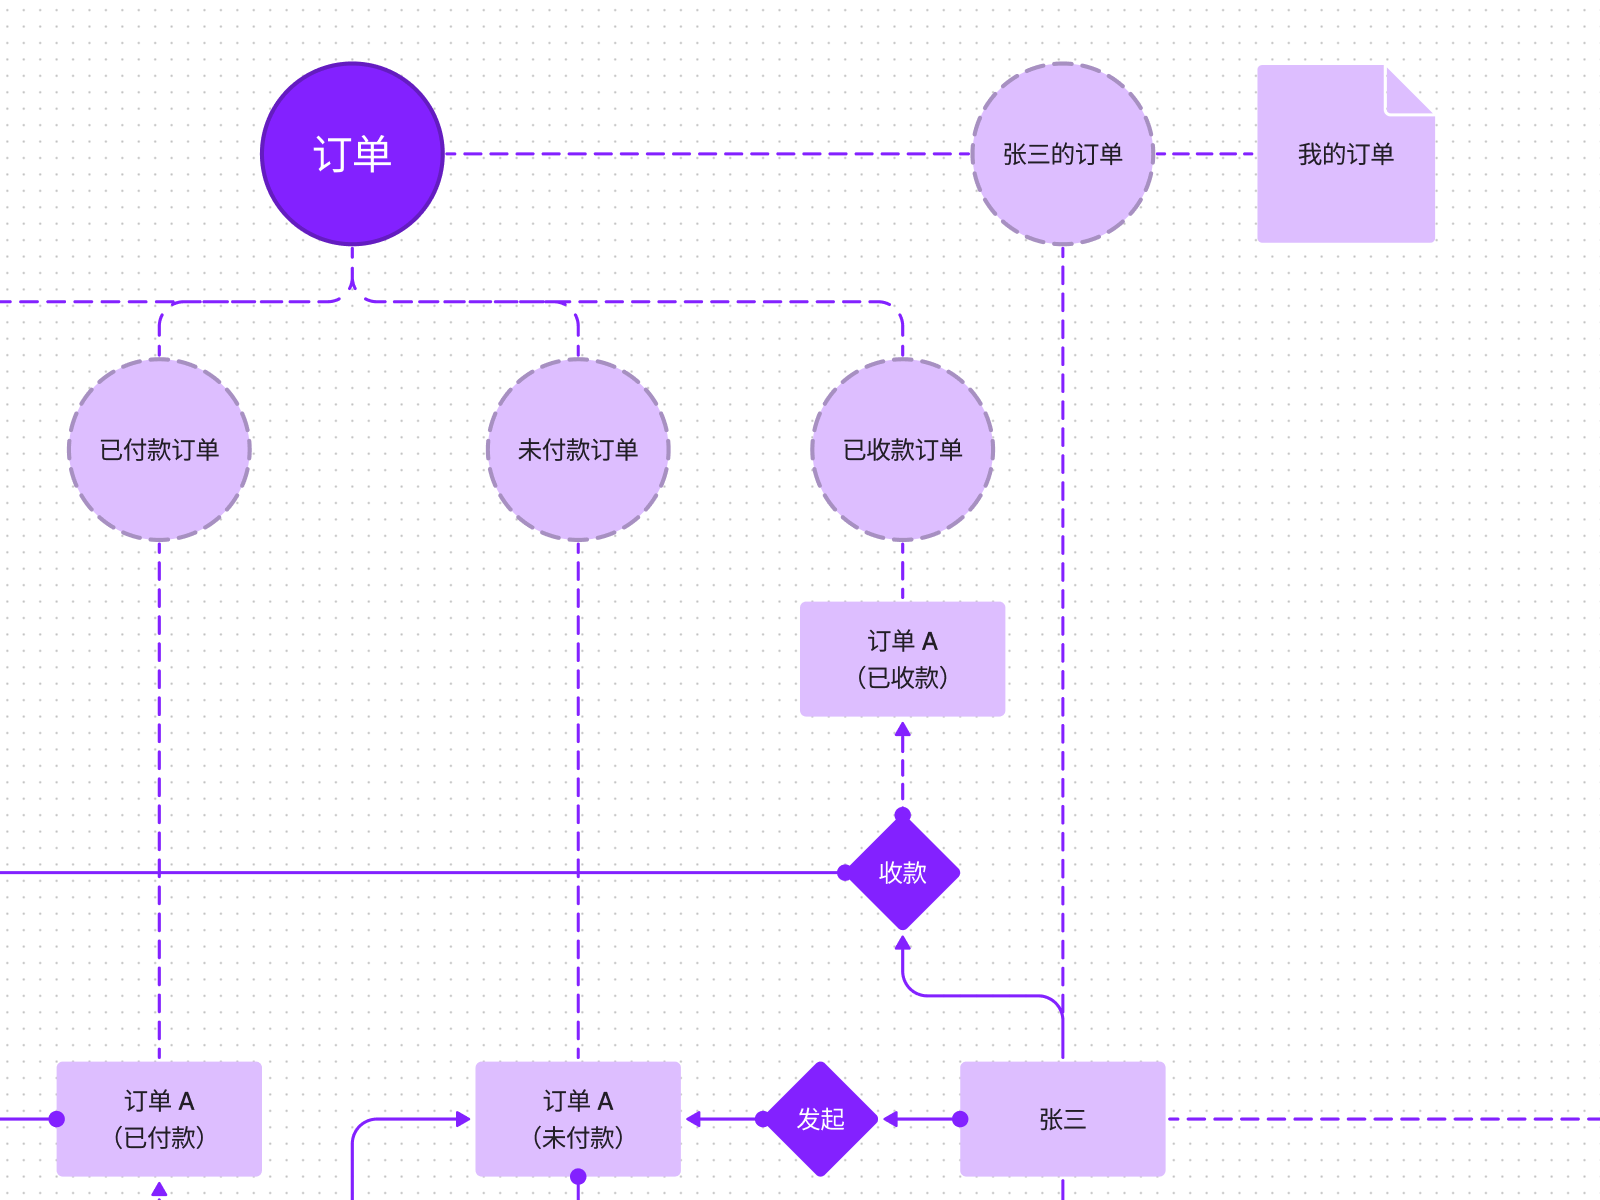 订单
张三的订单
我的订单
已付款订单
未付款订单
已收款订单
订单 A
（已收款）
收款
订单 A
（已付款）
订单 A
（未付款）
发起
张三